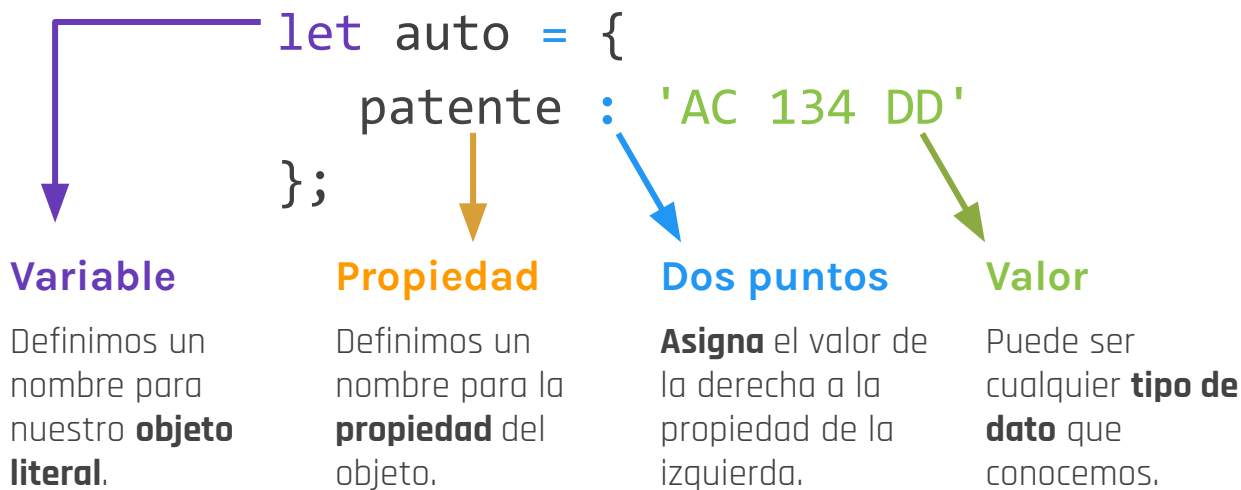 let auto = {
patente : 'AC 134 DD'
};
Variable
Definimos un
nombre para
nuestro objeto
literal.
Propiedad
Definimos un
nombre para la
propiedad del
objeto.
Dos puntos
Asigna el valor de
la derecha a la
propiedad de la
izquierda.
Valor
Puede ser
cualquier tipo de
dato que
conocemos.